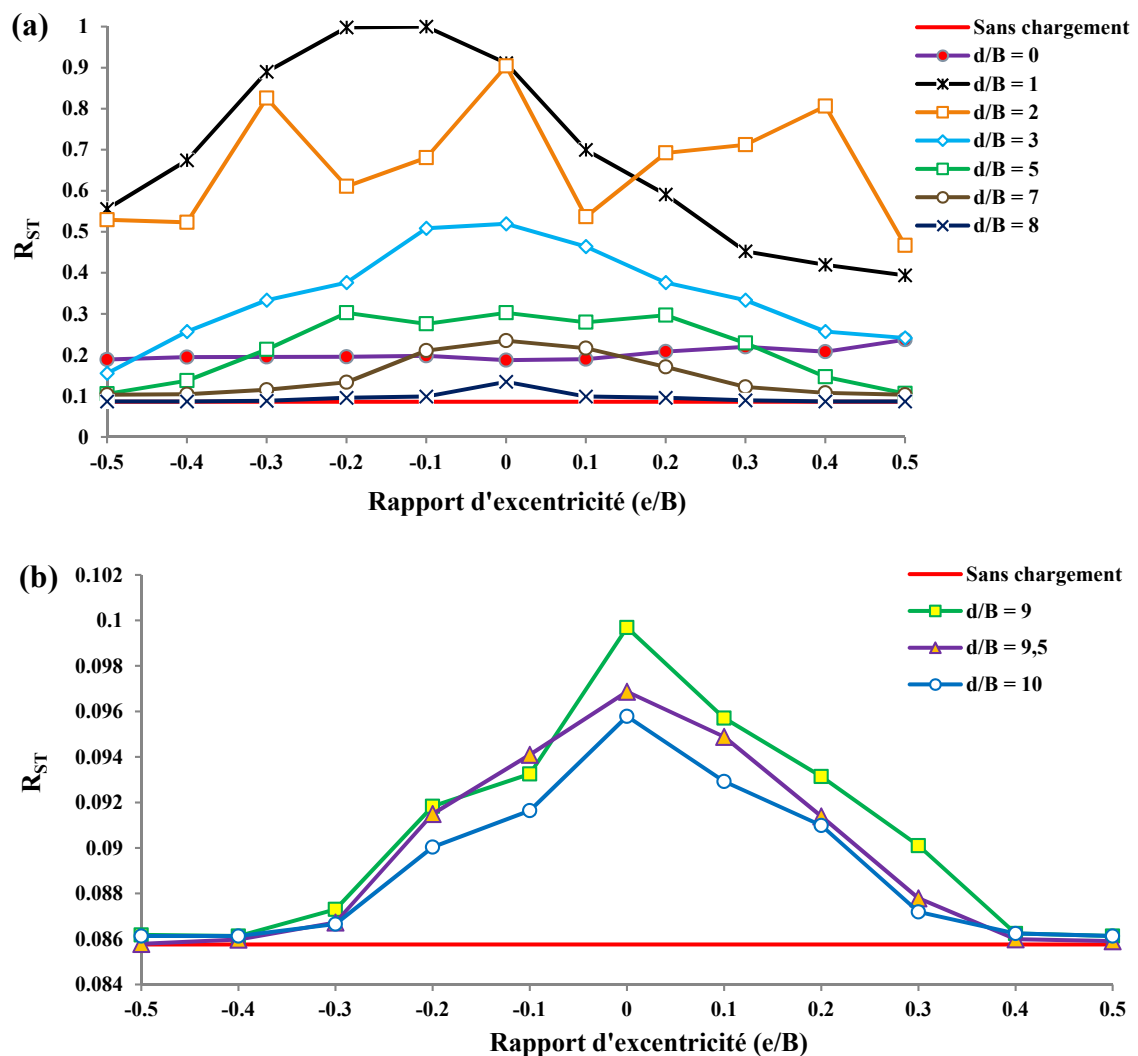 (a)
1
0.9
0.8
0.7
0.6
0.5
0.4
0.3
0.2
0.1
0
R_ST
-0.5 -0.4 -0.3 -0.2 -0.1 0 0.1 0.2 0.3 0.4 0.5
Rapport d'excentricité (e/B)
Sans chargement
d/B = 0
d/B = 1
d/B = 2
d/B = 3
d/B = 5
d/B = 7
d/B = 8
(b)
0.102
0.1
0.098
0.096
0.094
0.092
0.09
0.088
0.086
0.084
R_ST
-0.5 -0.4 -0.3 -0.2 -0.1 0 0.1 0.2 0.3 0.4 0.5
Rapport d'excentricité (e/B)
Sans chargement
d/B = 9
d/B = 9,5
d/B = 10